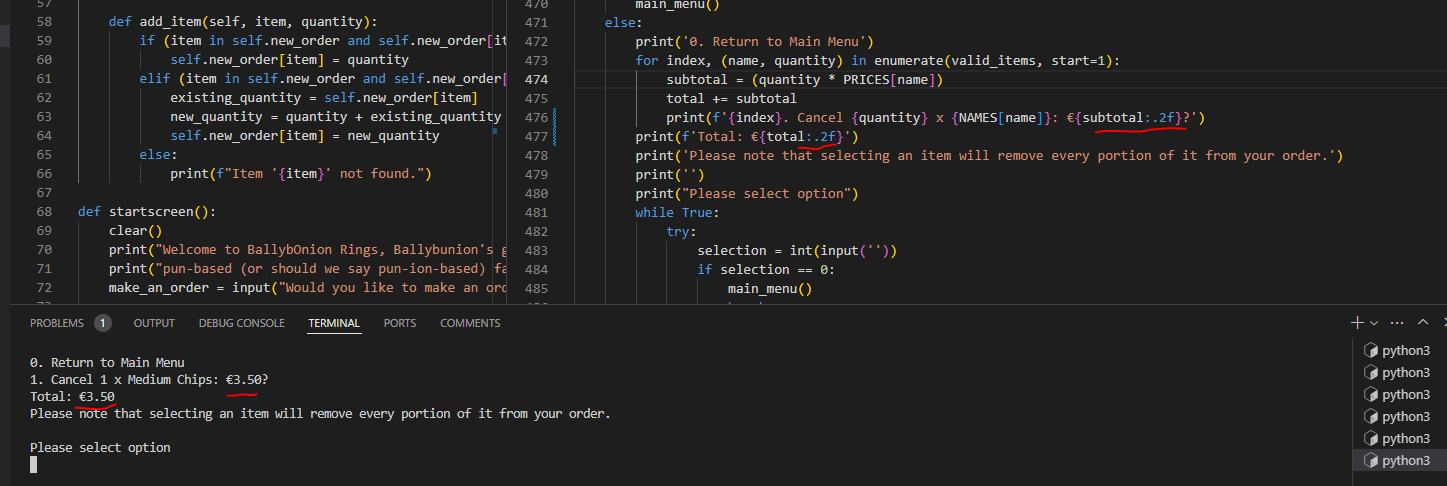 57
58 def add_item(self, item, quantity):
59 if (item in self.new_order and self.new_order[it
60 self.new_order[item] = quantity
61 elif (item in self.new_order and self.new_order[
62 existing_quantity = self.new_order[item]
63 new_quantity = quantity + existing_quantity
64 self.new_order[item] = new_quantity
65 else:
66 print(f"Item '{item}' not found.")
67
68 def startscreen():
69 clear()
70 print("Welcome to BallybOnion Rings, Ballybunion's g
71 print("pun-based (or should we say pun-ion-based) fa
72 make_an_order = input("Would you like to make an ord
470 main_menu()
471 else:
472 print('0. Return to Main Menu')
473 for index, (name, quantity) in enumerate(valid_items, start=1):
474 subtotal = (quantity * PRICES[name])
475 total += subtotal
476 print(f'{index}. Cancel {quantity} x {NAMES[name]}: €{subtotal:.2f}?')
477 print(f'Total: €{total:.2f}')
478 print('Please note that selecting an item will remove every portion of it from your order.')
479 print('')
480 print("Please select option")
481 while True:
482 try:
483 selection = int(input(''))
484 if selection == 0:
485 main_menu()
PROBLEMS 1 OUTPUT DEBUG CONSOLE TERMINAL PORTS COMMENTS
0. Return to Main Menu
1. Cancel 1 x Medium Chips: €3.50?
Total: €3.50
Please note that selecting an item will remove every portion of it from your order.
Please select option
python3
python3
python3
python3
python3
python3